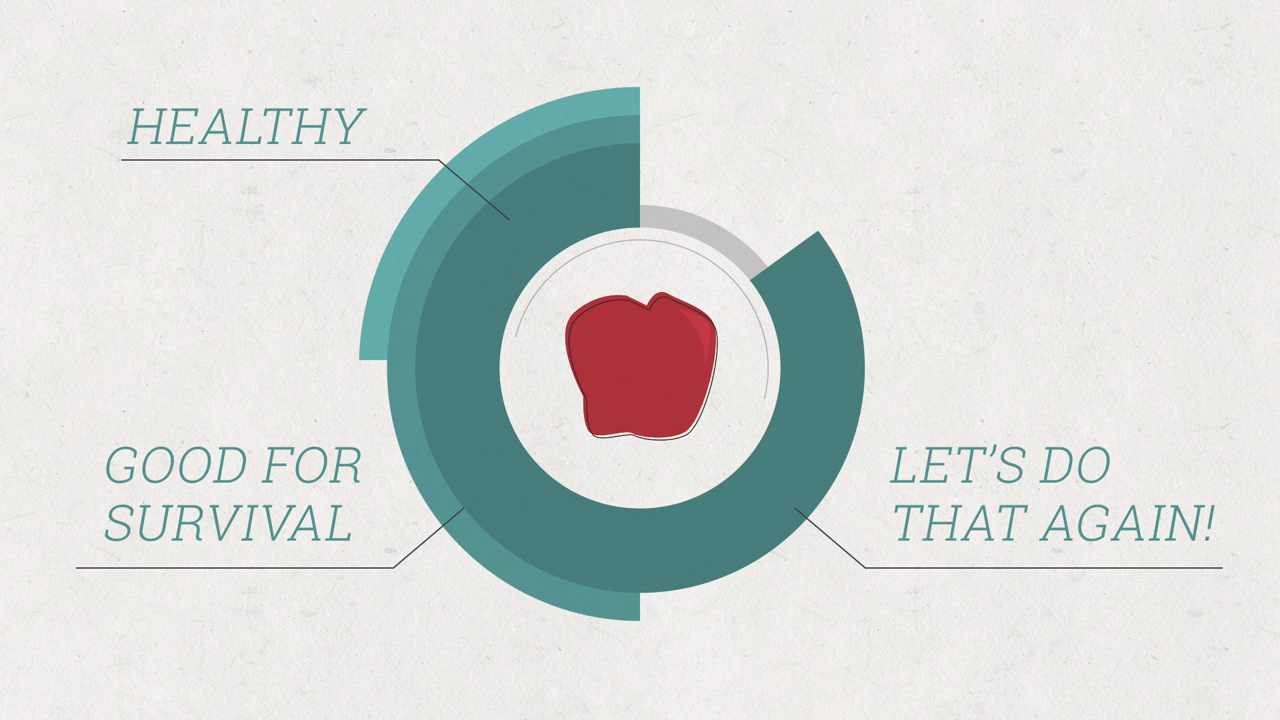 HEALTHY
GOOD FOR
SURVIVAL
LET’S DO
THAT AGAIN!